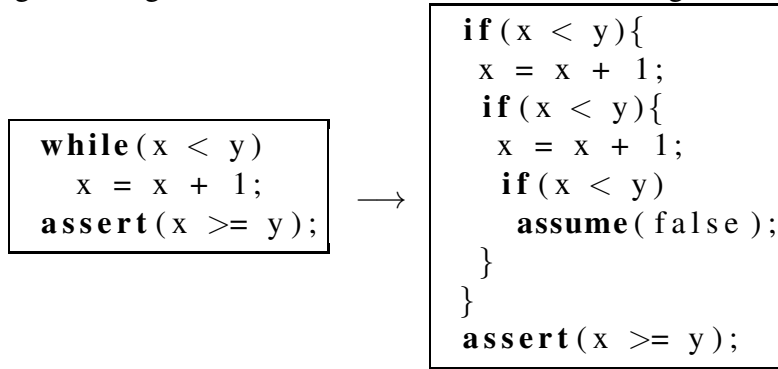 while(x < y)
x = x + 1;
assert(x >= y);
⟶
if(x < y){
x = x + 1;
if(x < y){
x = x + 1;
if(x < y)
assume(false);
}
}
assert(x >= y);